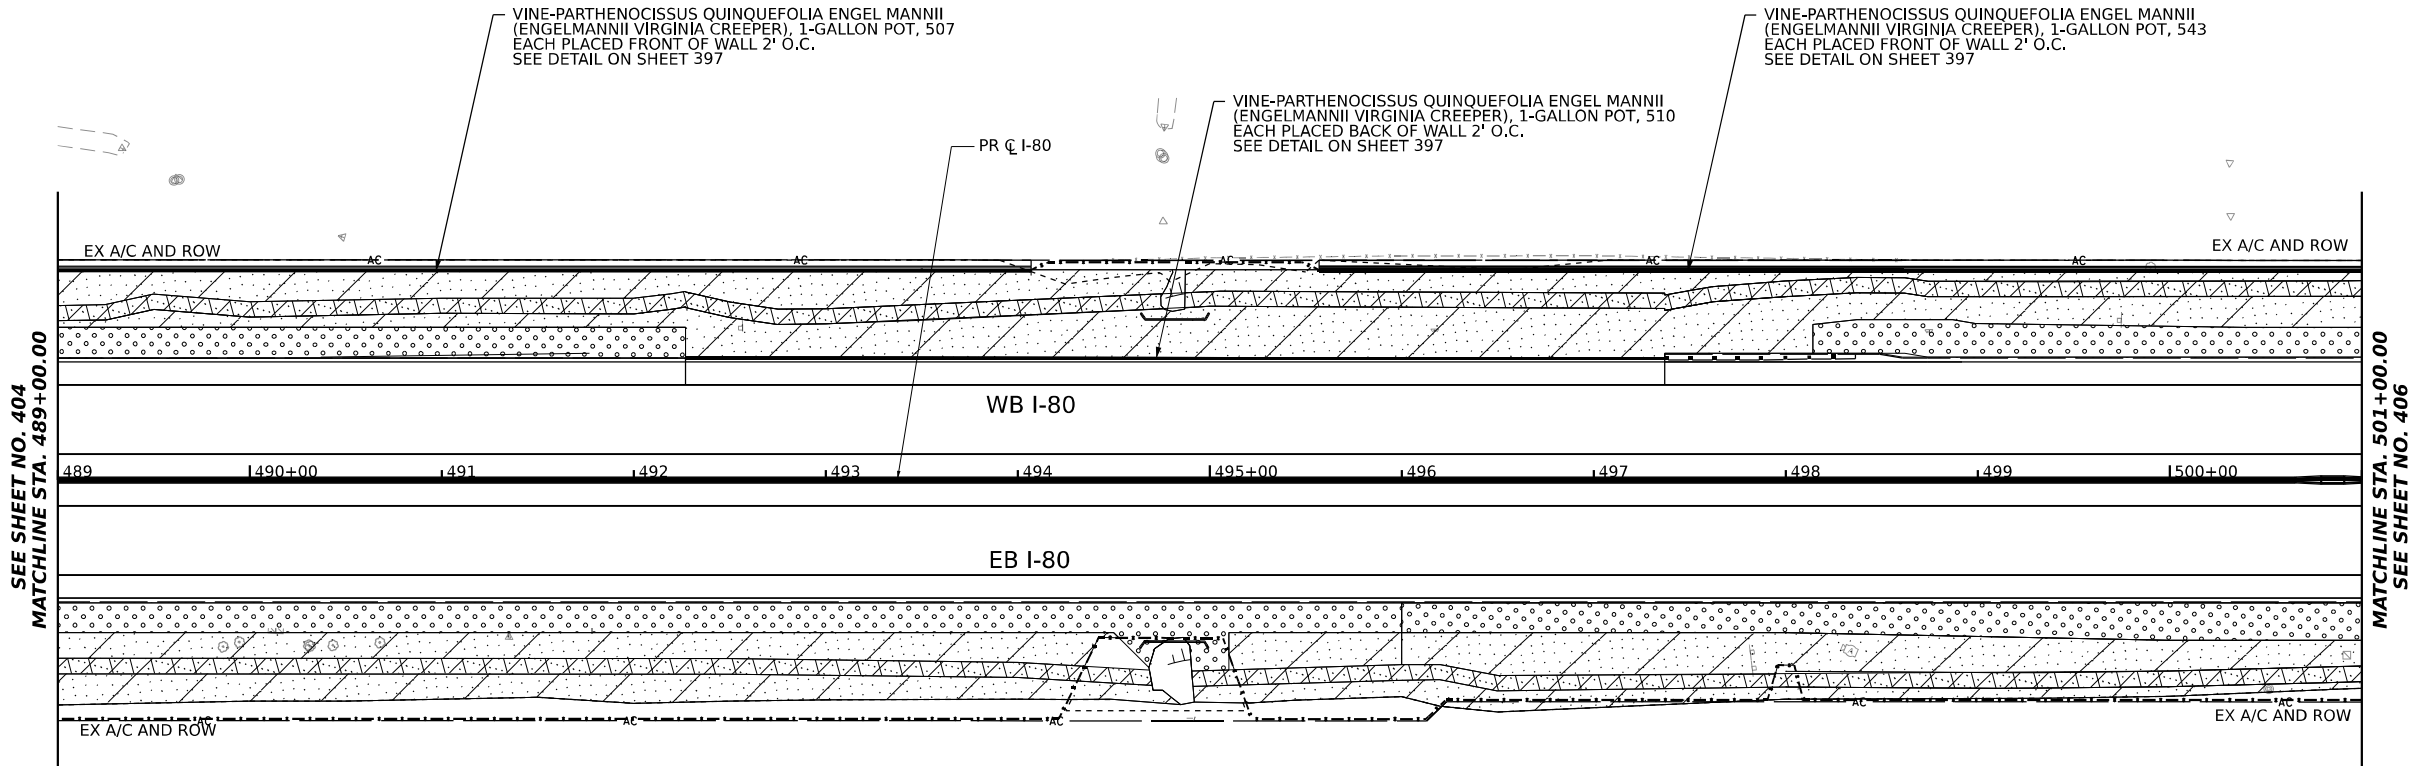 VINE-PARTHENOCISSUS QUINQUEFOLIA ENGEL MANNII
(ENGELMANNII VIRGINIA CREEPER), 1-GALLON POT, 507
EACH PLACED FRONT OF WALL 2' O.C.
SEE DETAIL ON SHEET 397
VINE-PARTHENOCISSUS QUINQUEFOLIA ENGEL MANNII
(ENGELMANNII VIRGINIA CREEPER), 1-GALLON POT, 543
EACH PLACED FRONT OF WALL 2' O.C.
SEE DETAIL ON SHEET 397
VINE-PARTHENOCISSUS QUINQUEFOLIA ENGEL MANNII
(ENGELMANNII VIRGINIA CREEPER), 1-GALLON POT, 510
EACH PLACED BACK OF WALL 2' O.C.
SEE DETAIL ON SHEET 397
PR ℄ I-80
EX A/C AND ROW
EX A/C AND ROW
AC
AC
AC
AC
AC
SEE SHEET NO. 404
MATCHLINE STA. 489+00.00
WB I-80
489
490+00
491
492
493
494
495+00
496
497
498
499
500+00
EB I-80
MATCHLINE STA. 501+00.00
SEE SHEET NO. 406
AC
AC
AC
AC
AC
EX A/C AND ROW
EX A/C AND ROW